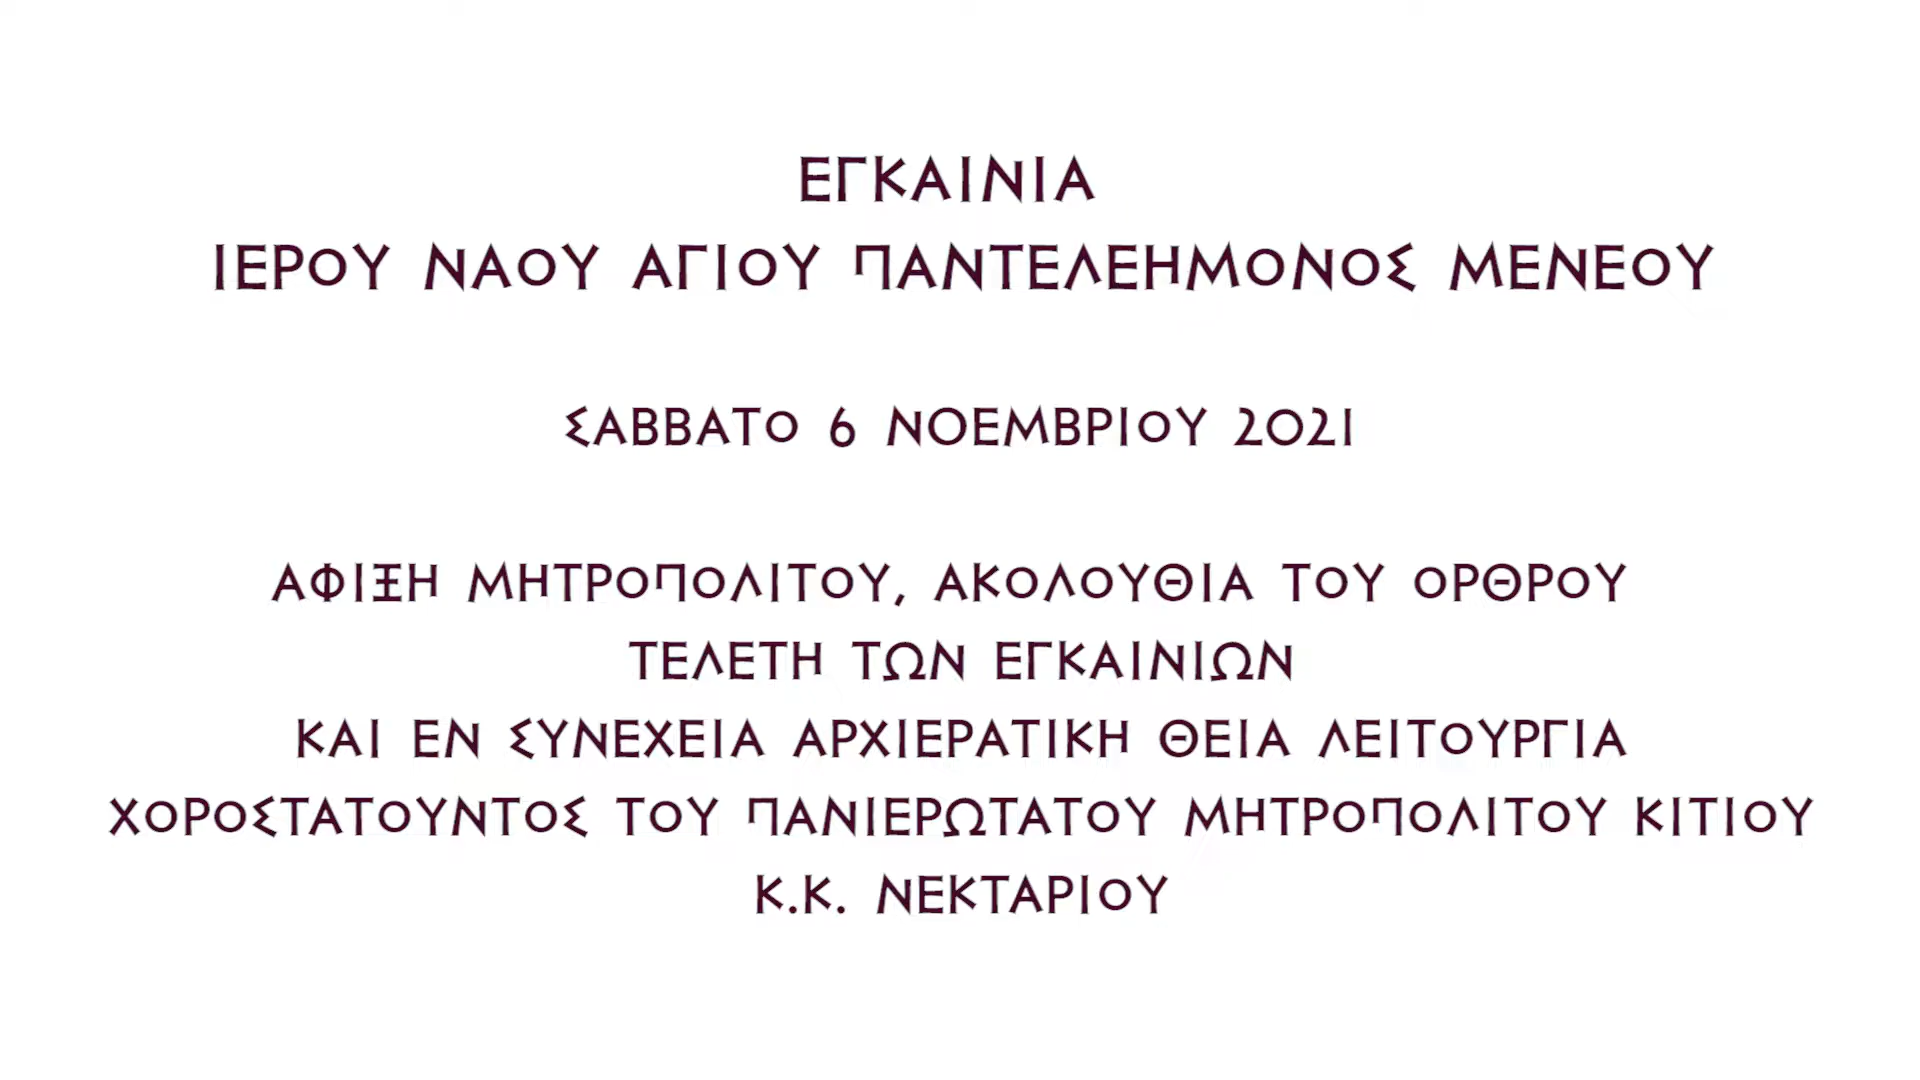 ΕΓΚΑΙΝΙΑ
ΙΕΡΟΥ ΝΑΟΥ ΑΓΙΟΥ ΠΑΝΤΕΛΕΗΜΟΝΟΣ ΜΕΝΕΟΥ
ΣΑΒΒΑΤΟ 6 ΝΟΕΜΒΡΙΟΥ 2021
ΑΦΙΞΗ ΜΗΤΡΟΠΟΛΙΤΟΥ, ΑΚΟΛΟΥΘΙΑ ΤΟΥ ΟΡΘΡΟΥ
ΤΕΛΕΤΗ ΤΩΝ ΕΓΚΑΙΝΙΩΝ
ΚΑΙ ΕΝ ΣΥΝΕΧΕΙΑ ΑΡΧΙΕΡΑΤΙΚΗ ΘΕΙΑ ΛΕΙΤΟΥΡΓΙΑ
ΧΟΡΟΣΤΑΤΟΥΝΤΟΣ ΤΟΥ ΠΑΝΙΕΡΩΤΑΤΟΥ ΜΗΤΡΟΠΟΛΙΤΟΥ ΚΙΤΙΟΥ
Κ.Κ. ΝΕΚΤΑΡΙΟΥ